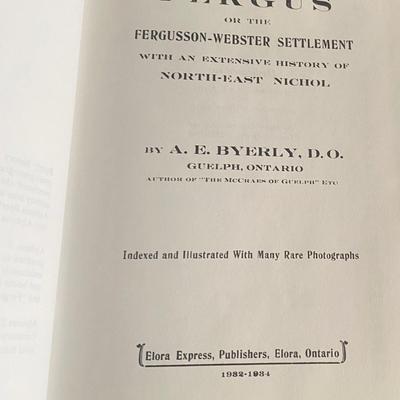 FERGUS
OR THE
FERGUSSON-WEBSTER SETTLEMENT
WITH AN EXTENSIVE HISTORY OF
NORTH-EAST NICHOL
BY A. E. BYERLY, D.O.
GUELPH, ONTARIO
AUTHOR OF "THE MCCRAES OF GUELPH" ETC
Indexed and Illustrated With Many Rare Photographs
Elora Express, Publishers, Elora, Ontario
1932-1934